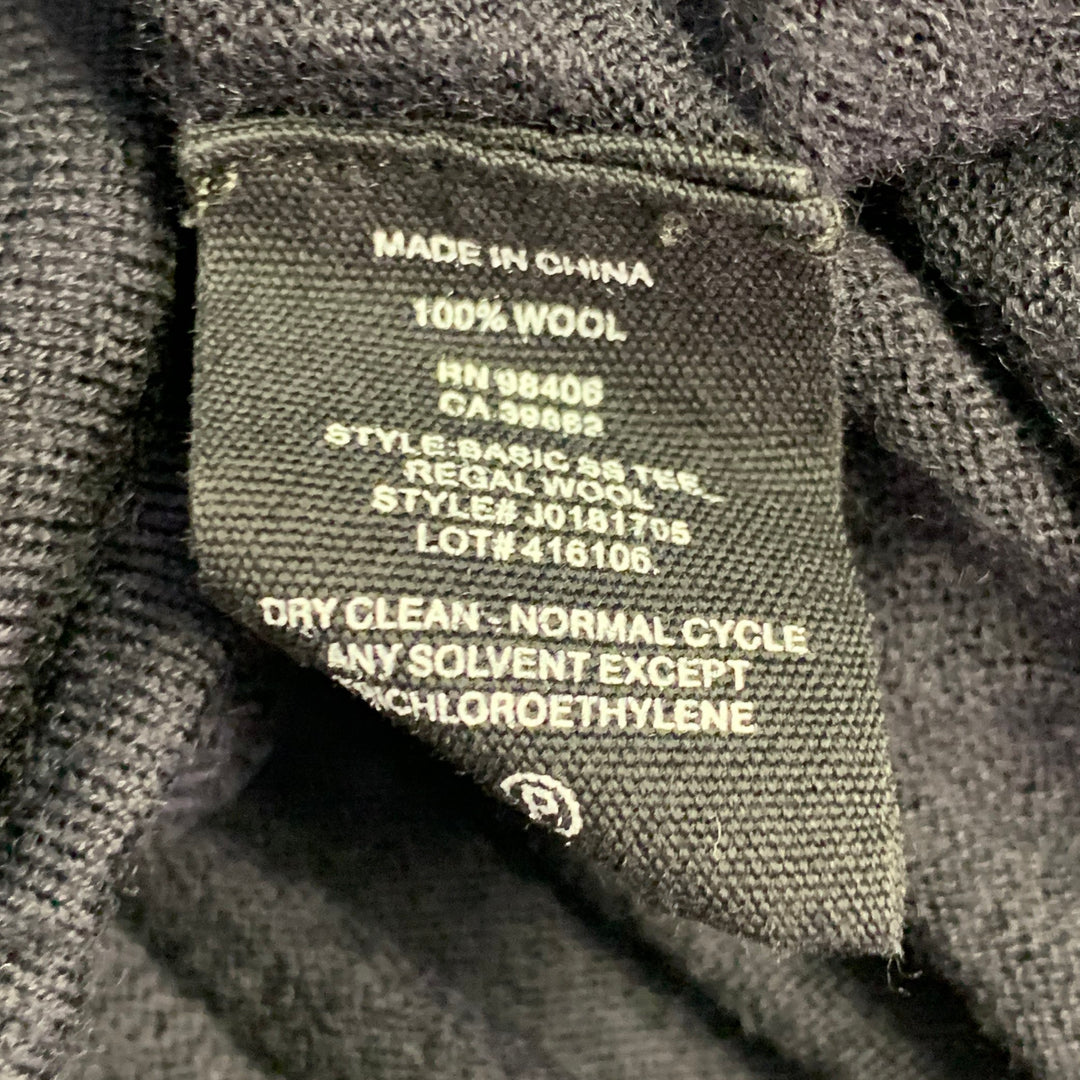 MADE IN CHINA
100% WOOL
RN 98406
CA 39862
STYLE:BASIC SS TEE_
REGAL WOOL
STYLE# J0181705
LOT# 416106.
DRY CLEAN - NORMAL CYCLE
ANY SOLVENT EXCEPT
CHLOROETHYLENE
P